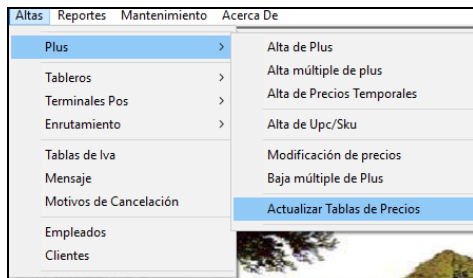 Altas Reportes Mantenimiento Acerca De
Plus >
Tableros >
Terminales Pos >
Enrutamiento >
Tablas de Iva
Mensaje
Motivos de Cancelación
Empleados
Clientes
Alta de Plus
Alta múltiple de plus
Alta de Precios Temporales
Alta de Upc/Sku
Modificación de precios
Baja múltiple de Plus
Actualizar Tablas de Precios